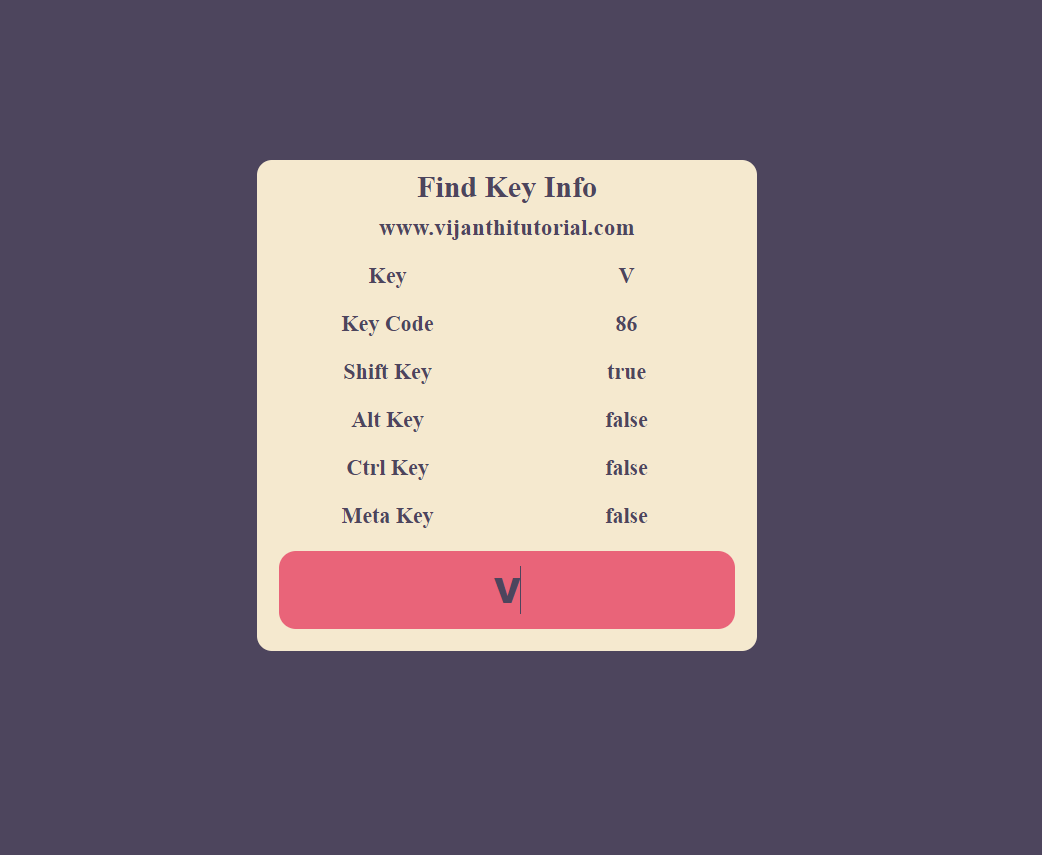 Find Key Info
www.vijanthitutorial.com
Key V
Key Code 86
Shift Key true
Alt Key false
Ctrl Key false
Meta Key false
V